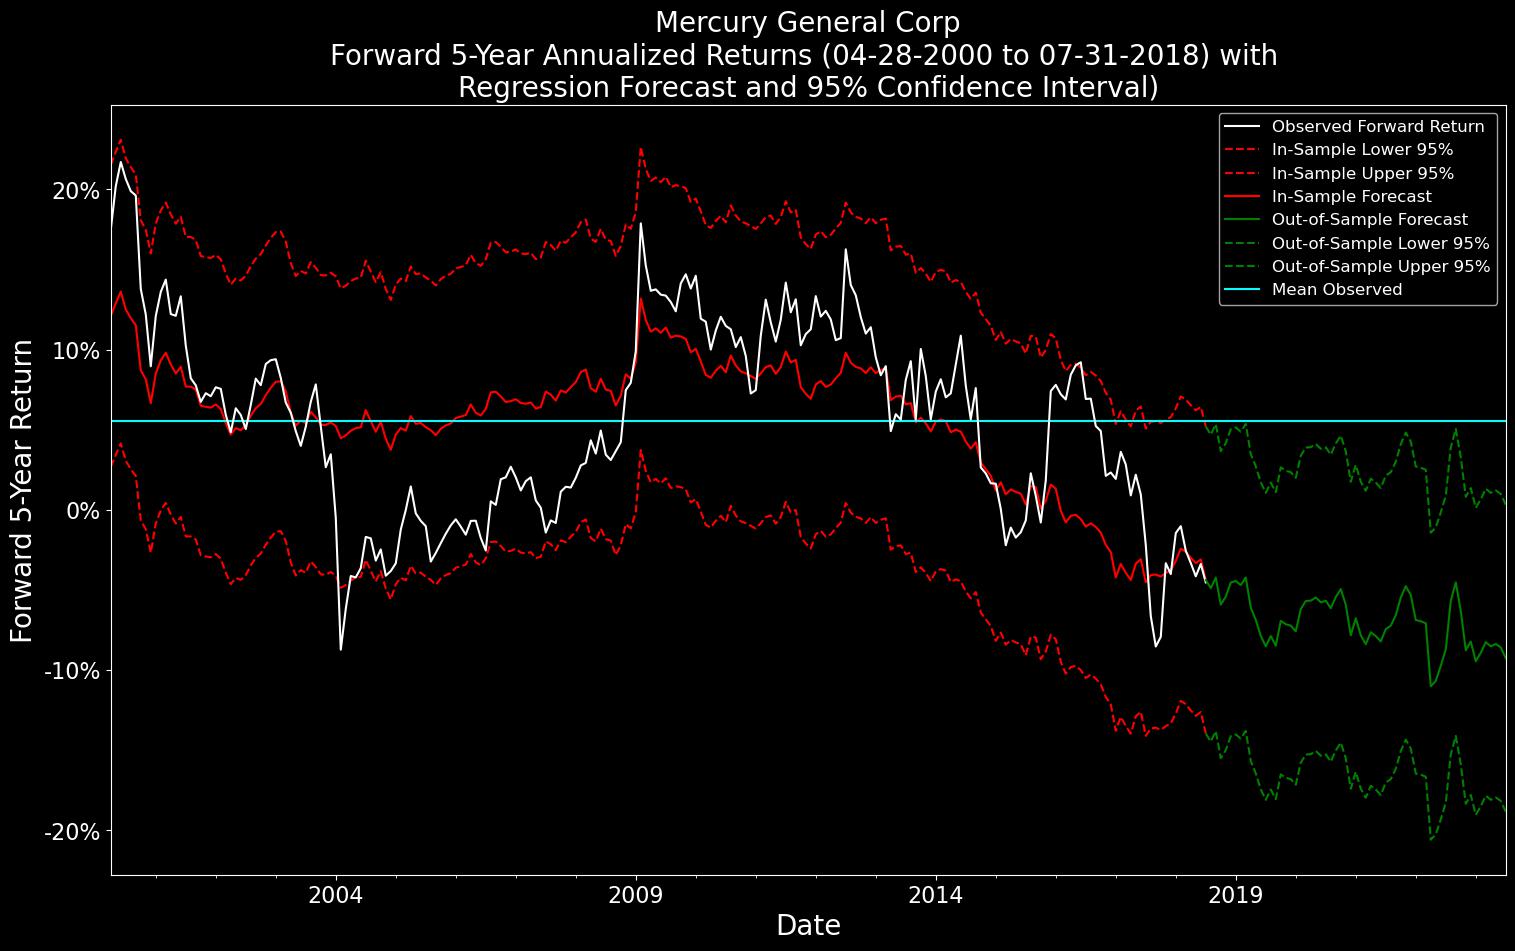 Mercury General Corp
Forward 5-Year Annualized Returns (04-28-2000 to 07-31-2018) with
Regression Forecast and 95% Confidence Interval)
Observed Forward Return
In-Sample Lower 95%
In-Sample Upper 95%
In-Sample Forecast
Out-of-Sample Forecast
Out-of-Sample Lower 95%
Out-of-Sample Upper 95%
Mean Observed
Forward 5-Year Return
20%
10%
0%
-10%
-20%
2004
2009
2014
2019
Date